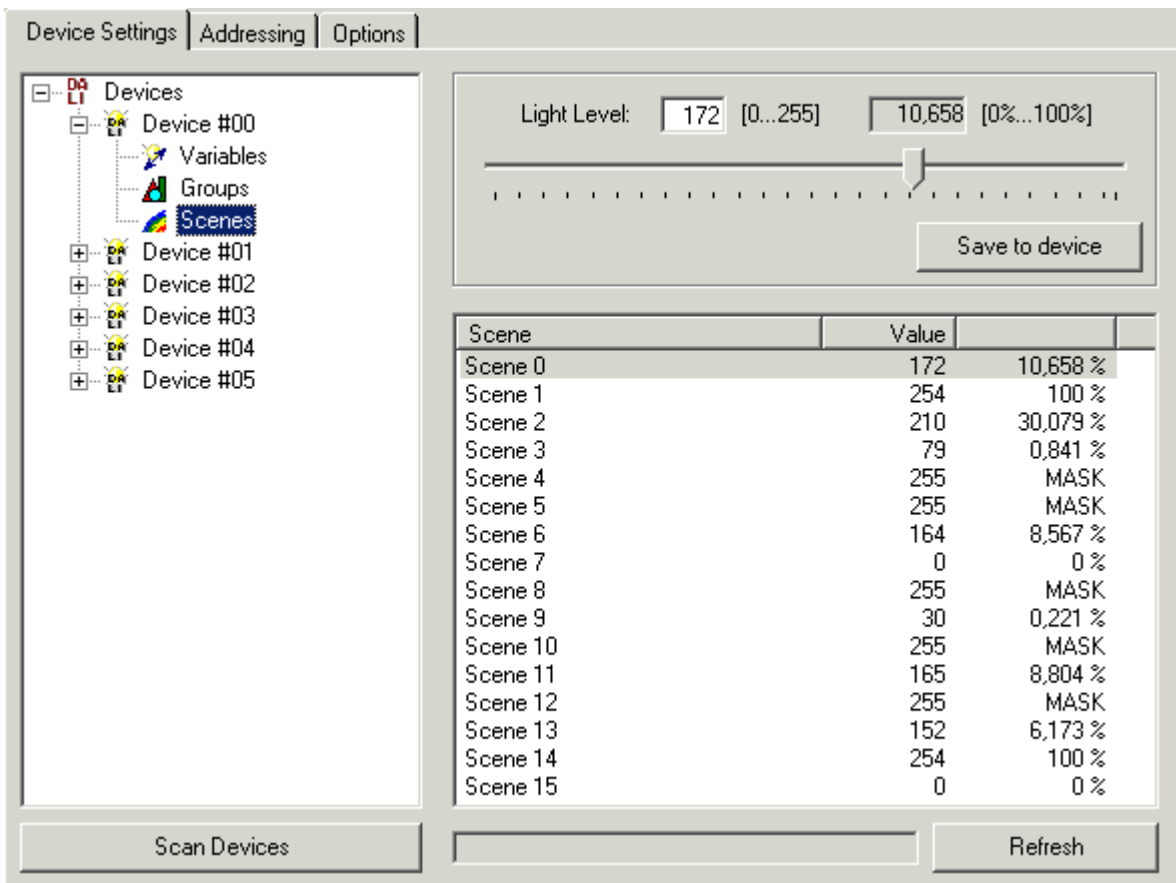 Device Settings Addressing Options
Devices
Device #00
Variables
Groups
Scenes
Device #01
Device #02
Device #03
Device #04
Device #05
Scan Devices
Light Level: 172 [0...255] 10,658 [0%...100%]
Save to device
Scene Value
Scene 0 172 10,658 %
Scene 1 254 100 %
Scene 2 210 30,079 %
Scene 3 79 0,841 %
Scene 4 255 MASK
Scene 5 255 MASK
Scene 6 164 8,567 %
Scene 7 0 0 %
Scene 8 255 MASK
Scene 9 30 0,221 %
Scene 10 255 MASK
Scene 11 165 8,804 %
Scene 12 255 MASK
Scene 13 152 6,173 %
Scene 14 254 100 %
Scene 15 0 0 %
Refresh